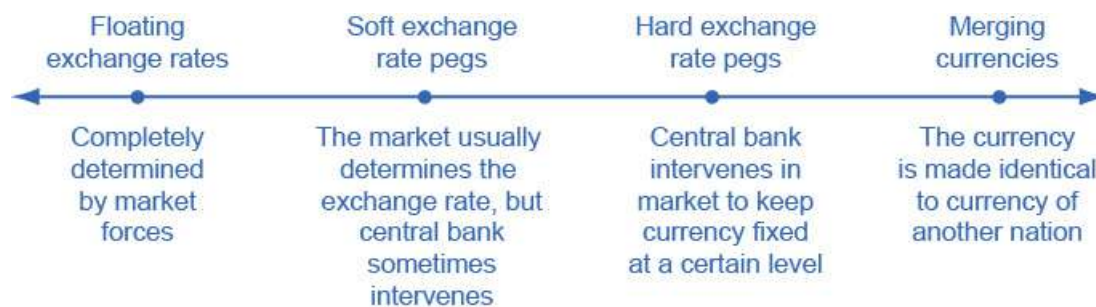 Floating
exchange rates
Soft exchange
rate pegs
Hard exchange
rate pegs
Merging
currencies
Completely
determined
by market
forces
The market usually
determines the
exchange rate, but
central bank
sometimes
intervenes
Central bank
intervenes in
market to keep
currency fixed
at a certain level
The currency
is made identical
to currency of
another nation